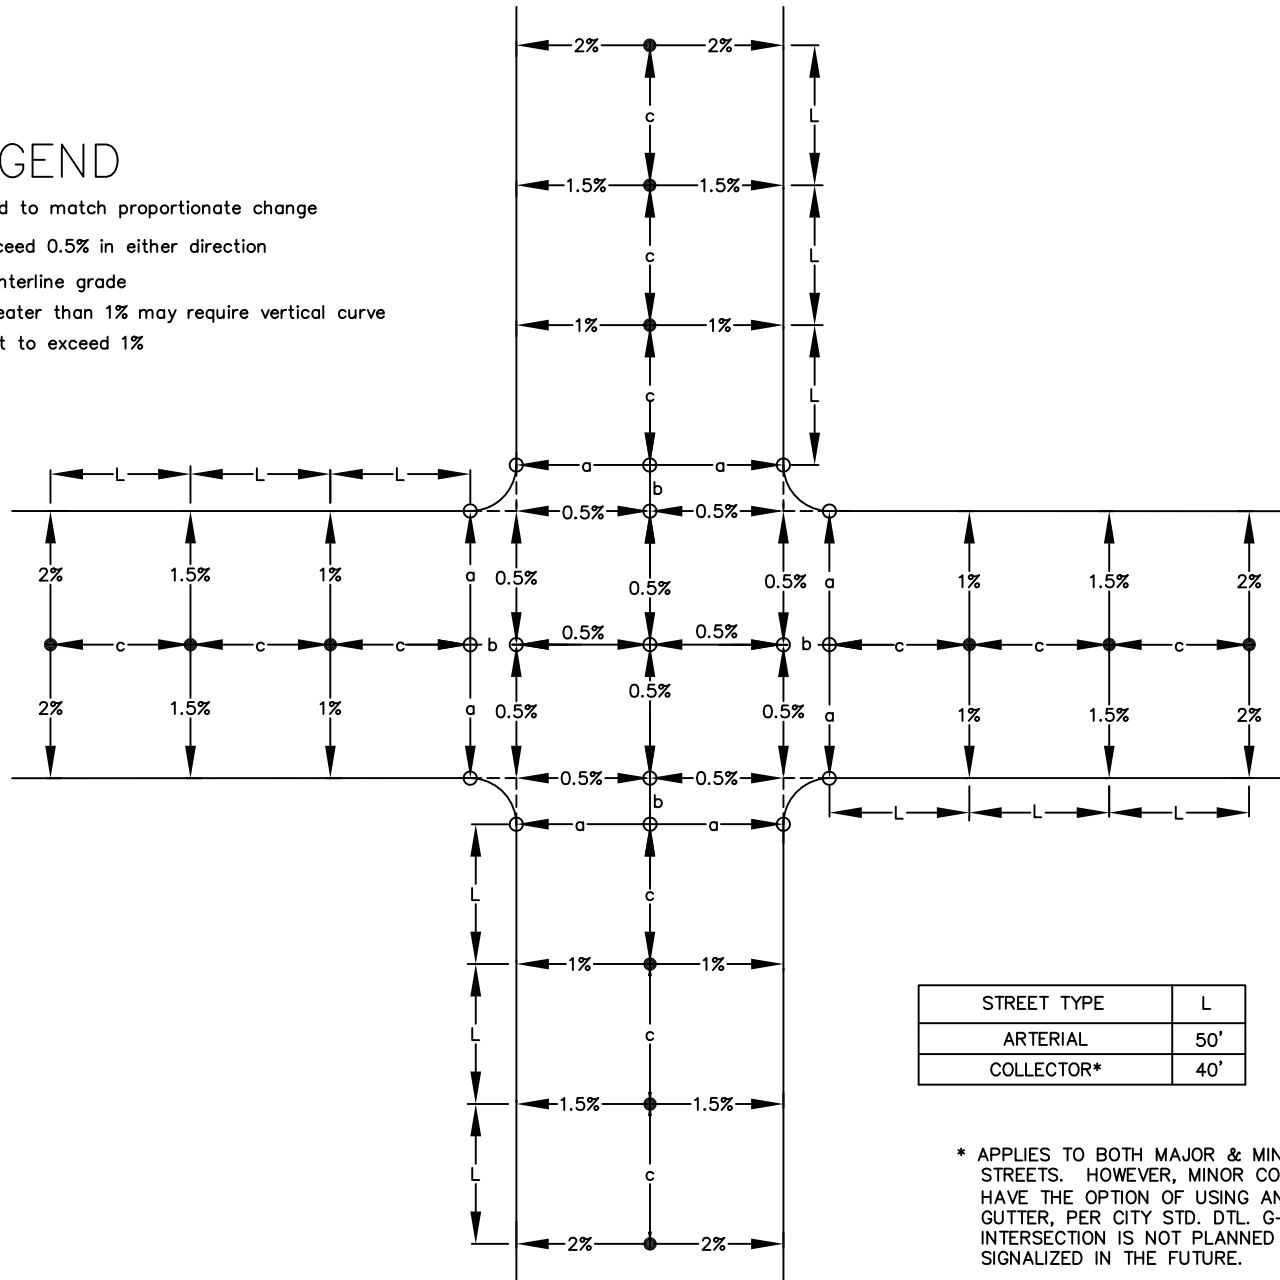 GEND
d to match proportionate change
ceed 0.5% in either direction
nterline grade
eater than 1% may require vertical curve
t to exceed 1%
2% 2%
c L
1.5% 1.5%
c L
1% 1%
c L
L L L a a
b
0.5% 0.5%
2% 1.5% 1% a 0.5% 0.5% 0.5% a 1% 1.5% 2%
0.5% 0.5%
c c c b b c c c
0.5%
2% 1.5% 1% a 0.5% 0.5% a 1% 1.5% 2%
0.5% 0.5%
b
a a L L L
L c
1% 1%
L c
1.5% 1.5%
L c
2% 2%
STREET TYPE L
ARTERIAL 50'
COLLECTOR* 40'
* APPLIES TO BOTH MAJOR & MIN
STREETS. HOWEVER, MINOR CO
HAVE THE OPTION OF USING AN
GUTTER, PER CITY STD. DTL. G-
INTERSECTION IS NOT PLANNED
SIGNALIZED IN THE FUTURE.